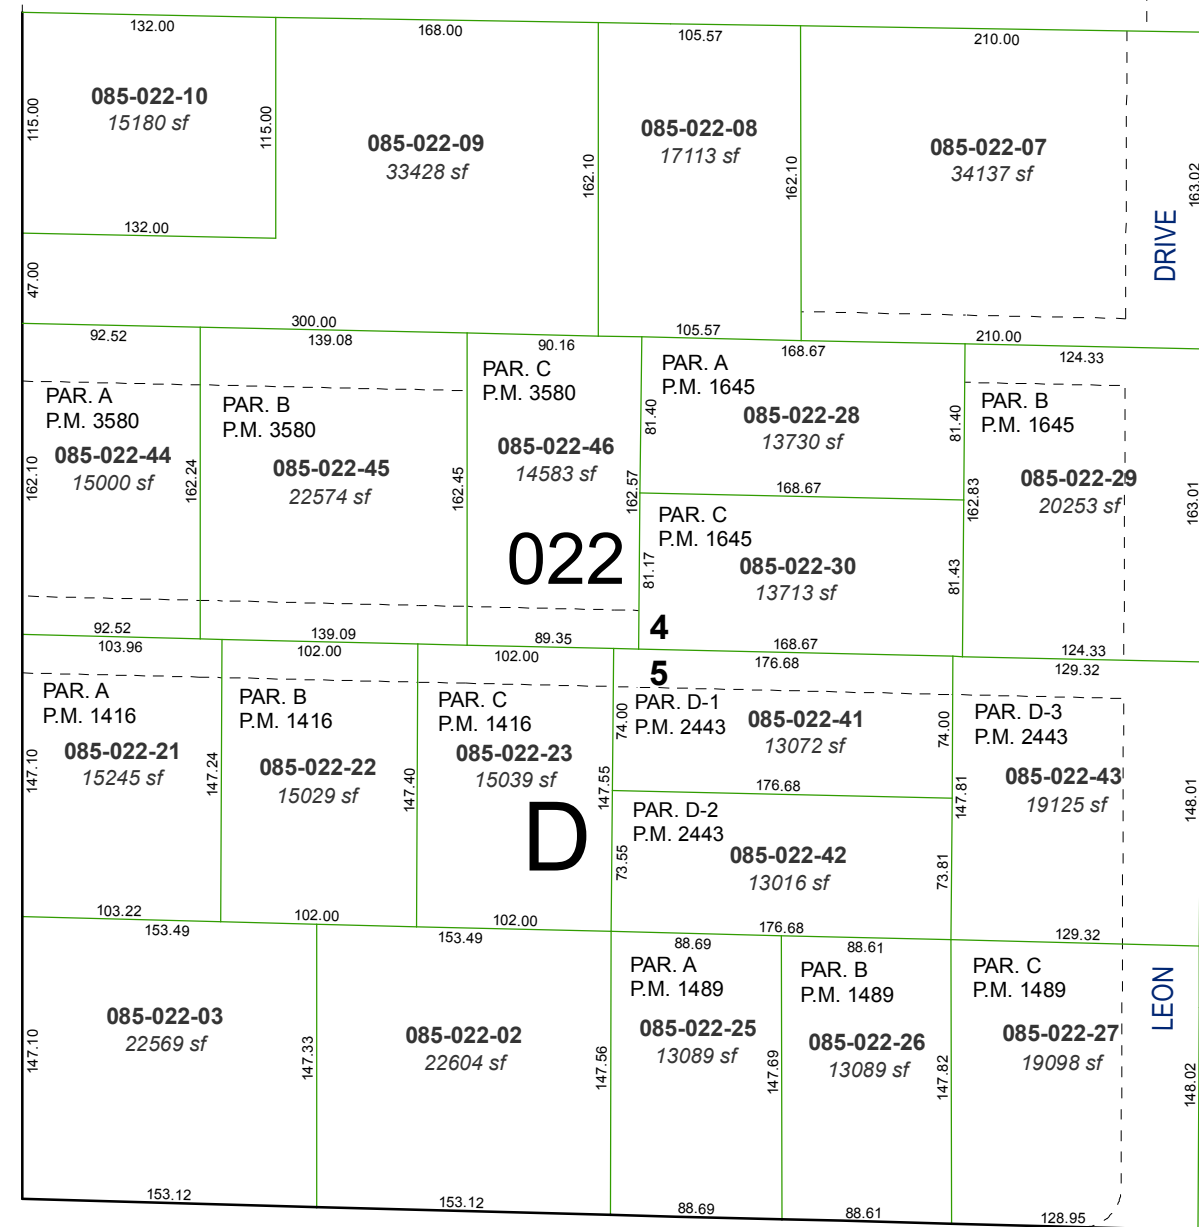 132.00
168.00
105.57
210.00
115.00
085-022-10
15180 sf
115.00
085-022-09
33428 sf
162.10
085-022-08
17113 sf
162.10
085-022-07
34137 sf
163.02
DRIVE
132.00
47.00
300.00
105.57
210.00
92.52
139.08
90.16
168.67
124.33
PAR. A
P.M. 3580
085-022-44
15000 sf
162.10
162.24
PAR. B
P.M. 3580
085-022-45
22574 sf
162.45
PAR. C
P.M. 3580
085-022-46
14583 sf
162.57
022
PAR. A
P.M. 1645
085-022-28
13730 sf
81.40
81.40
168.67
PAR. C
P.M. 1645
085-022-30
13713 sf
81.17
81.43
PAR. B
P.M. 1645
085-022-29
20253 sf
162.83
163.01
92.52
139.09
89.35
4
168.67
124.33
103.96
102.00
102.00
5
176.68
129.32
PAR. A
P.M. 1416
085-022-21
15245 sf
147.10
147.24
PAR. B
P.M. 1416
085-022-22
15029 sf
147.40
PAR. C
P.M. 1416
085-022-23
15039 sf
147.55
D
PAR. D-1
P.M. 2443
085-022-41
13072 sf
74.00
74.00
176.68
PAR. D-2
P.M. 2443
085-022-42
13016 sf
73.55
73.81
PAR. D-3
P.M. 2443
085-022-43
19125 sf
147.81
148.01
103.22
102.00
102.00
176.68
129.32
153.49
153.49
88.69
88.61
085-022-03
22569 sf
147.10
147.33
085-022-02
22604 sf
147.56
PAR. A
P.M. 1489
085-022-25
13089 sf
147.69
PAR. B
P.M. 1489
085-022-26
13089 sf
147.82
PAR. C
P.M. 1489
085-022-27
19098 sf
LEON
148.02
153.12
153.12
88.69
88.61
128.95